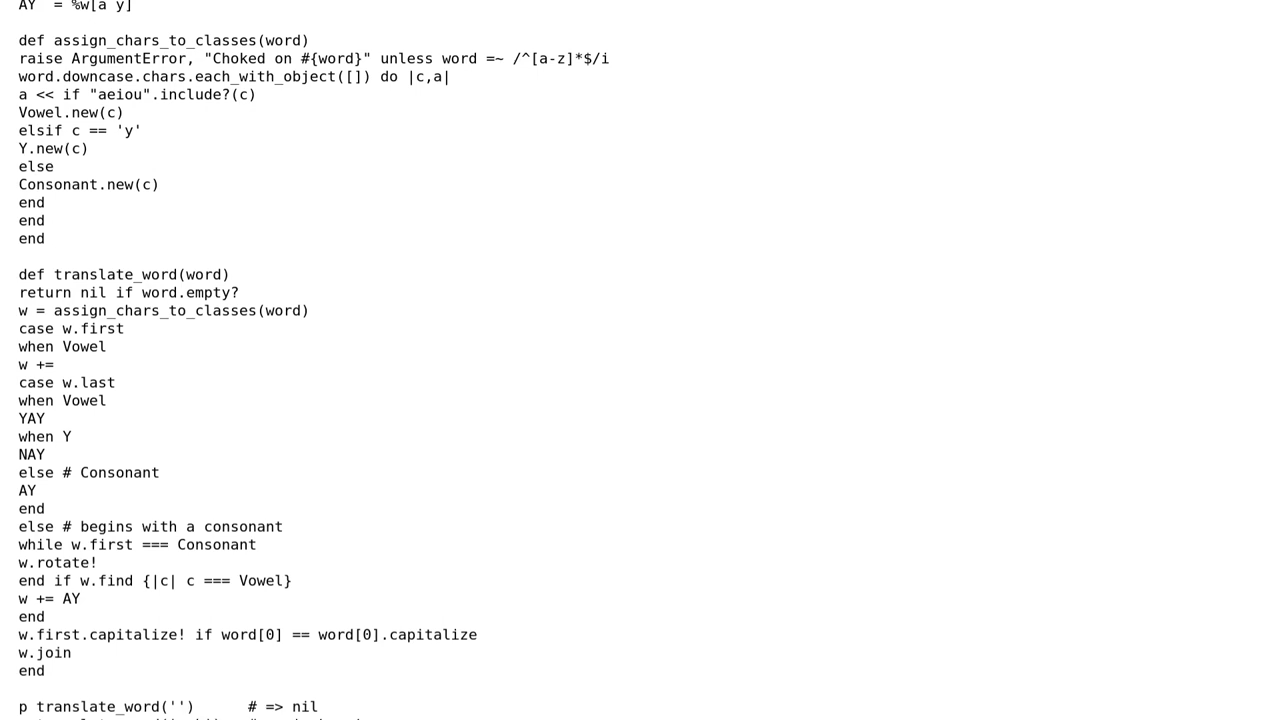 AY  = %w[a y]
def assign_chars_to_classes(word)
raise ArgumentError, "Choked on #{word}" unless word =~ /^[a-z]*$/i
word.downcase.chars.each_with_object([]) do |c,a|
a << if "aeiou".include?(c)
Vowel.new(c)
elsif c == 'y'
Y.new(c)
else
Consonant.new(c)
end
end
end
def translate_word(word)
return nil if word.empty?
w = assign_chars_to_classes(word)
case w.first
when Vowel
w +=
case w.last
when Vowel
YAY
when Y
NAY
else # Consonant
AY
end
else # begins with a consonant
while w.first === Consonant
w.rotate!
end if w.find {|c| c === Vowel}
w += AY
end
w.first.capitalize! if word[0] == word[0].capitalize
w.join
end
p translate_word('')      # => nil